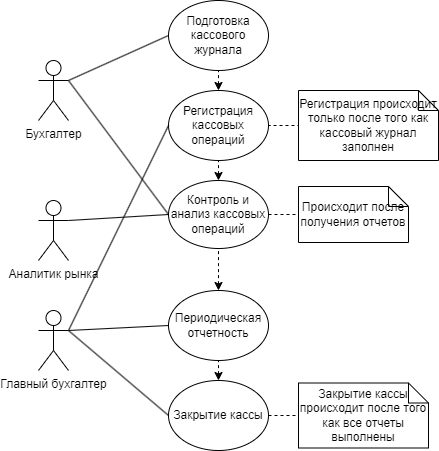 Подготовка
кассового
журнала
Бухгалтер
Регистрация
кассовых
операций
Регистрация происходит
только после того как
кассовый журнал
заполнен
Контроль и
анализ кассовых
операций
Происходит после
получения отчетов
Аналитик рынка
Периодическая
отчетность
Главный бухгалтер
Закрытие кассы
Закрытие кассы
происходит после того
как все отчеты
выполнены